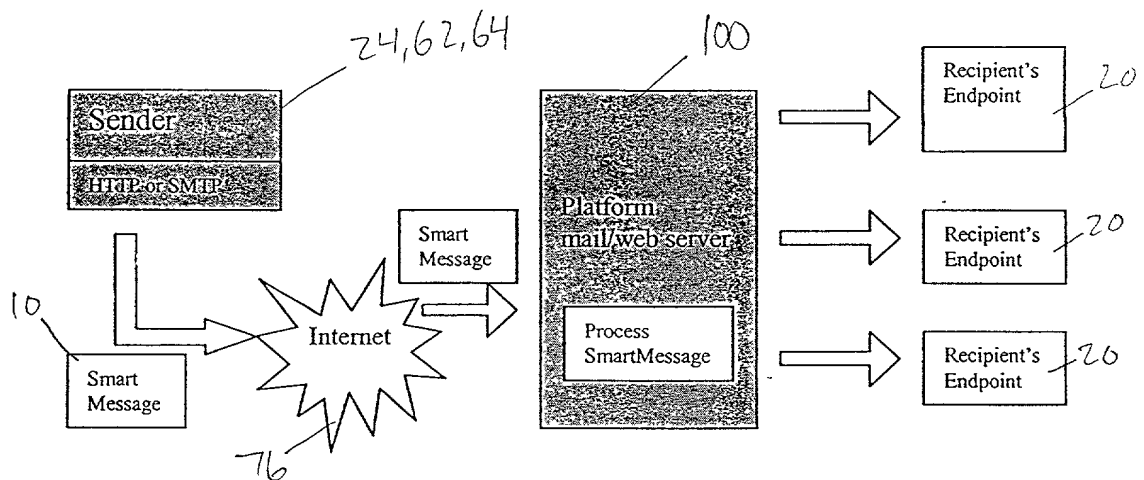 24,62,64
100
Sender
HTTP or SMTP
Recipient's
Endpoint
20
Platform
mail/web server
Smart
Message
Recipient's
Endpoint
20
10
Internet
Process
SmartMessage
Smart
Message
Recipient's
Endpoint
20
76